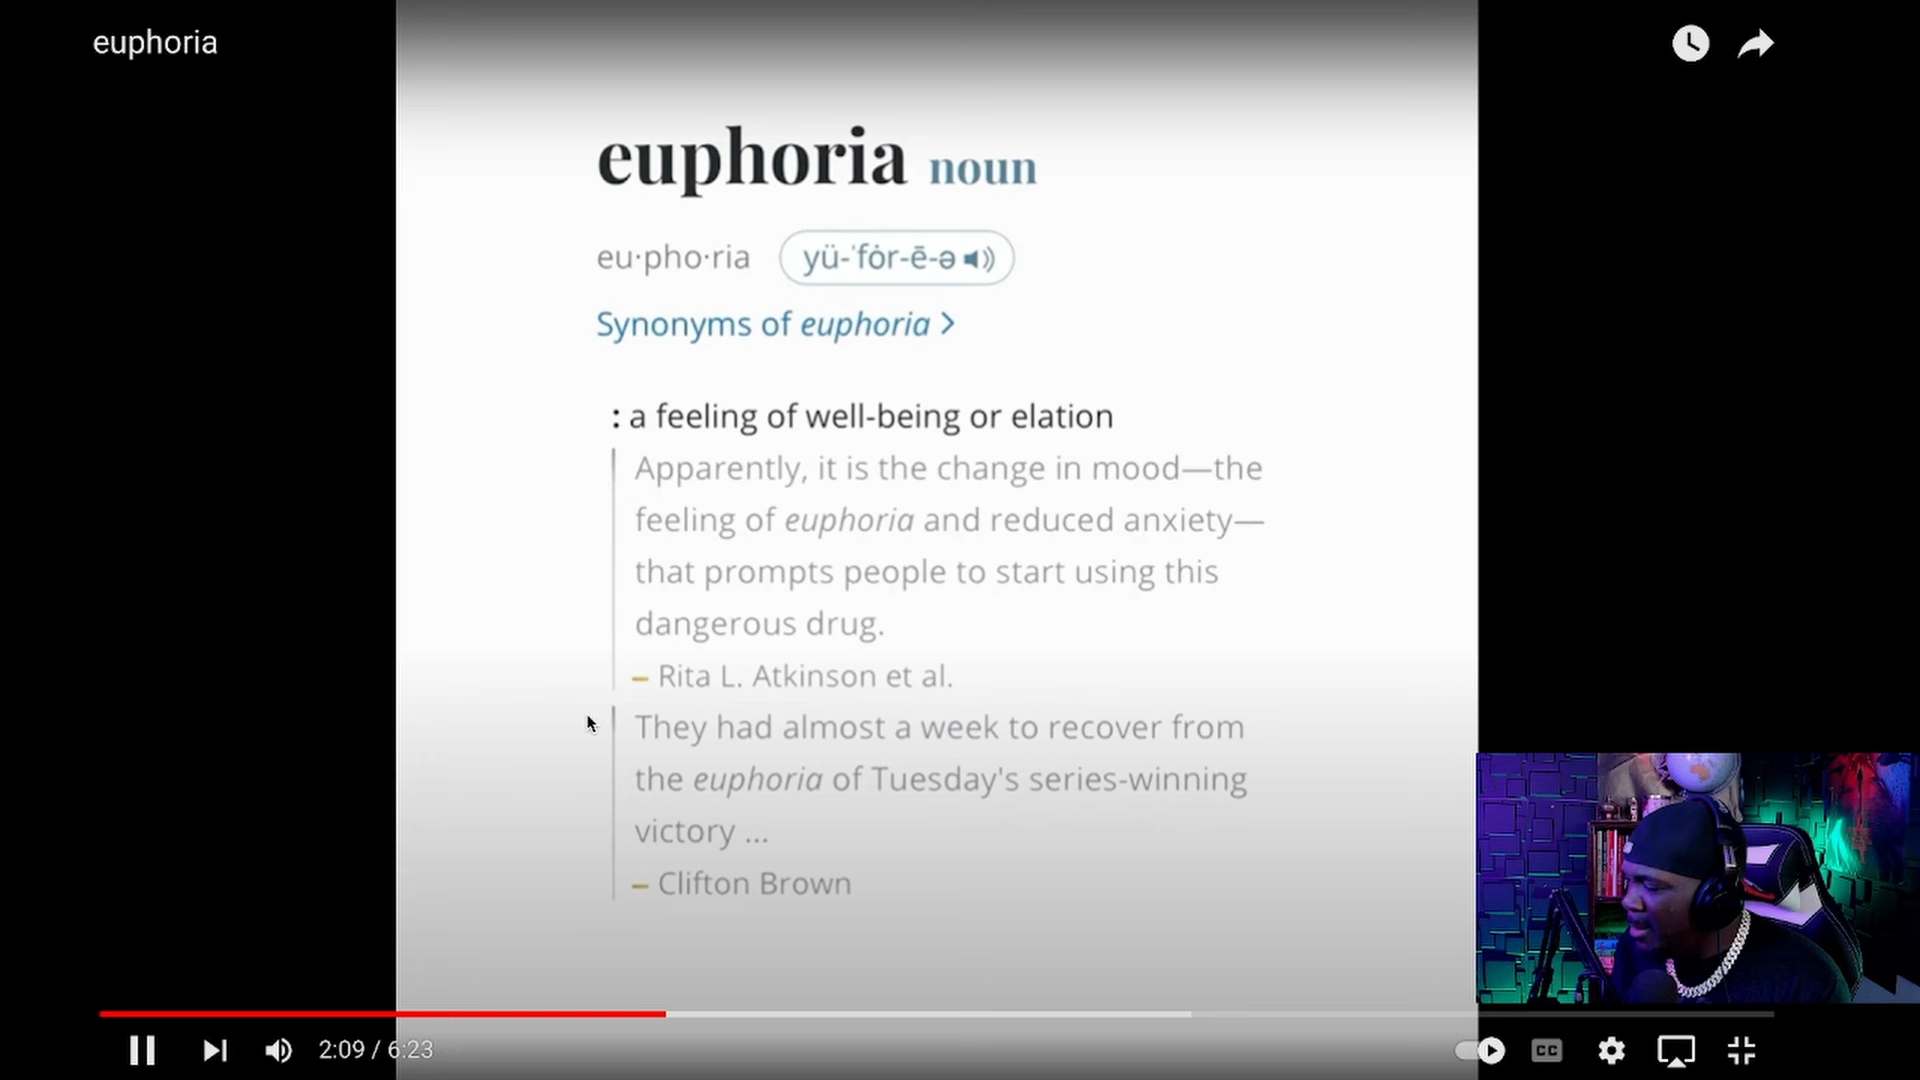 euphoria
euphoria noun
eu·pho·ria yü-ˈfȯr-ē-ə
Synonyms of euphoria >
: a feeling of well-being or elation
Apparently, it is the change in mood—the
feeling of euphoria and reduced anxiety—
that prompts people to start using this
dangerous drug.
– Rita L. Atkinson et al.
They had almost a week to recover from
the euphoria of Tuesday's series-winning
victory ...
– Clifton Brown
2:09 / 6:23
CC